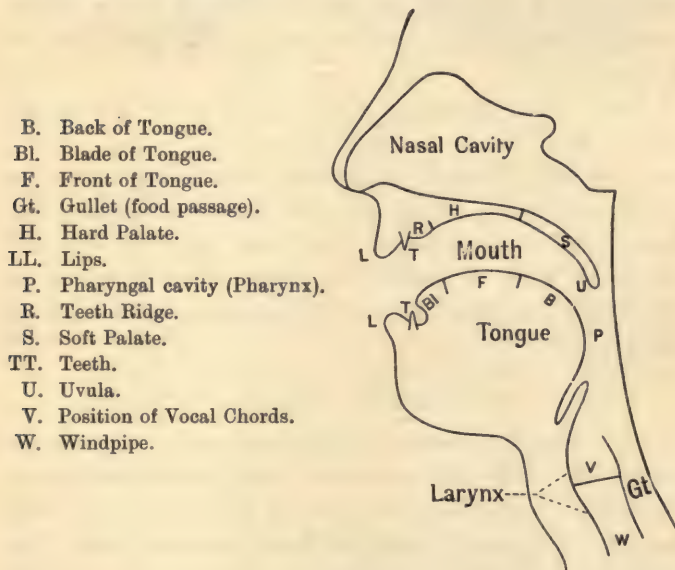 B. Back of Tongue.
Bl. Blade of Tongue.
F. Front of Tongue.
Gt. Gullet (food passage).
H. Hard Palate.
LL. Lips.
P. Pharyngal cavity (Pharynx).
R. Teeth Ridge.
S. Soft Palate.
TT. Teeth.
U. Uvula.
V. Position of Vocal Chords.
W. Windpipe.
Nasal Cavity
H
R
S
L
T
Mouth
U
T
Bl
F
B
L
Tongue
P
V
Larynx
Gt
W